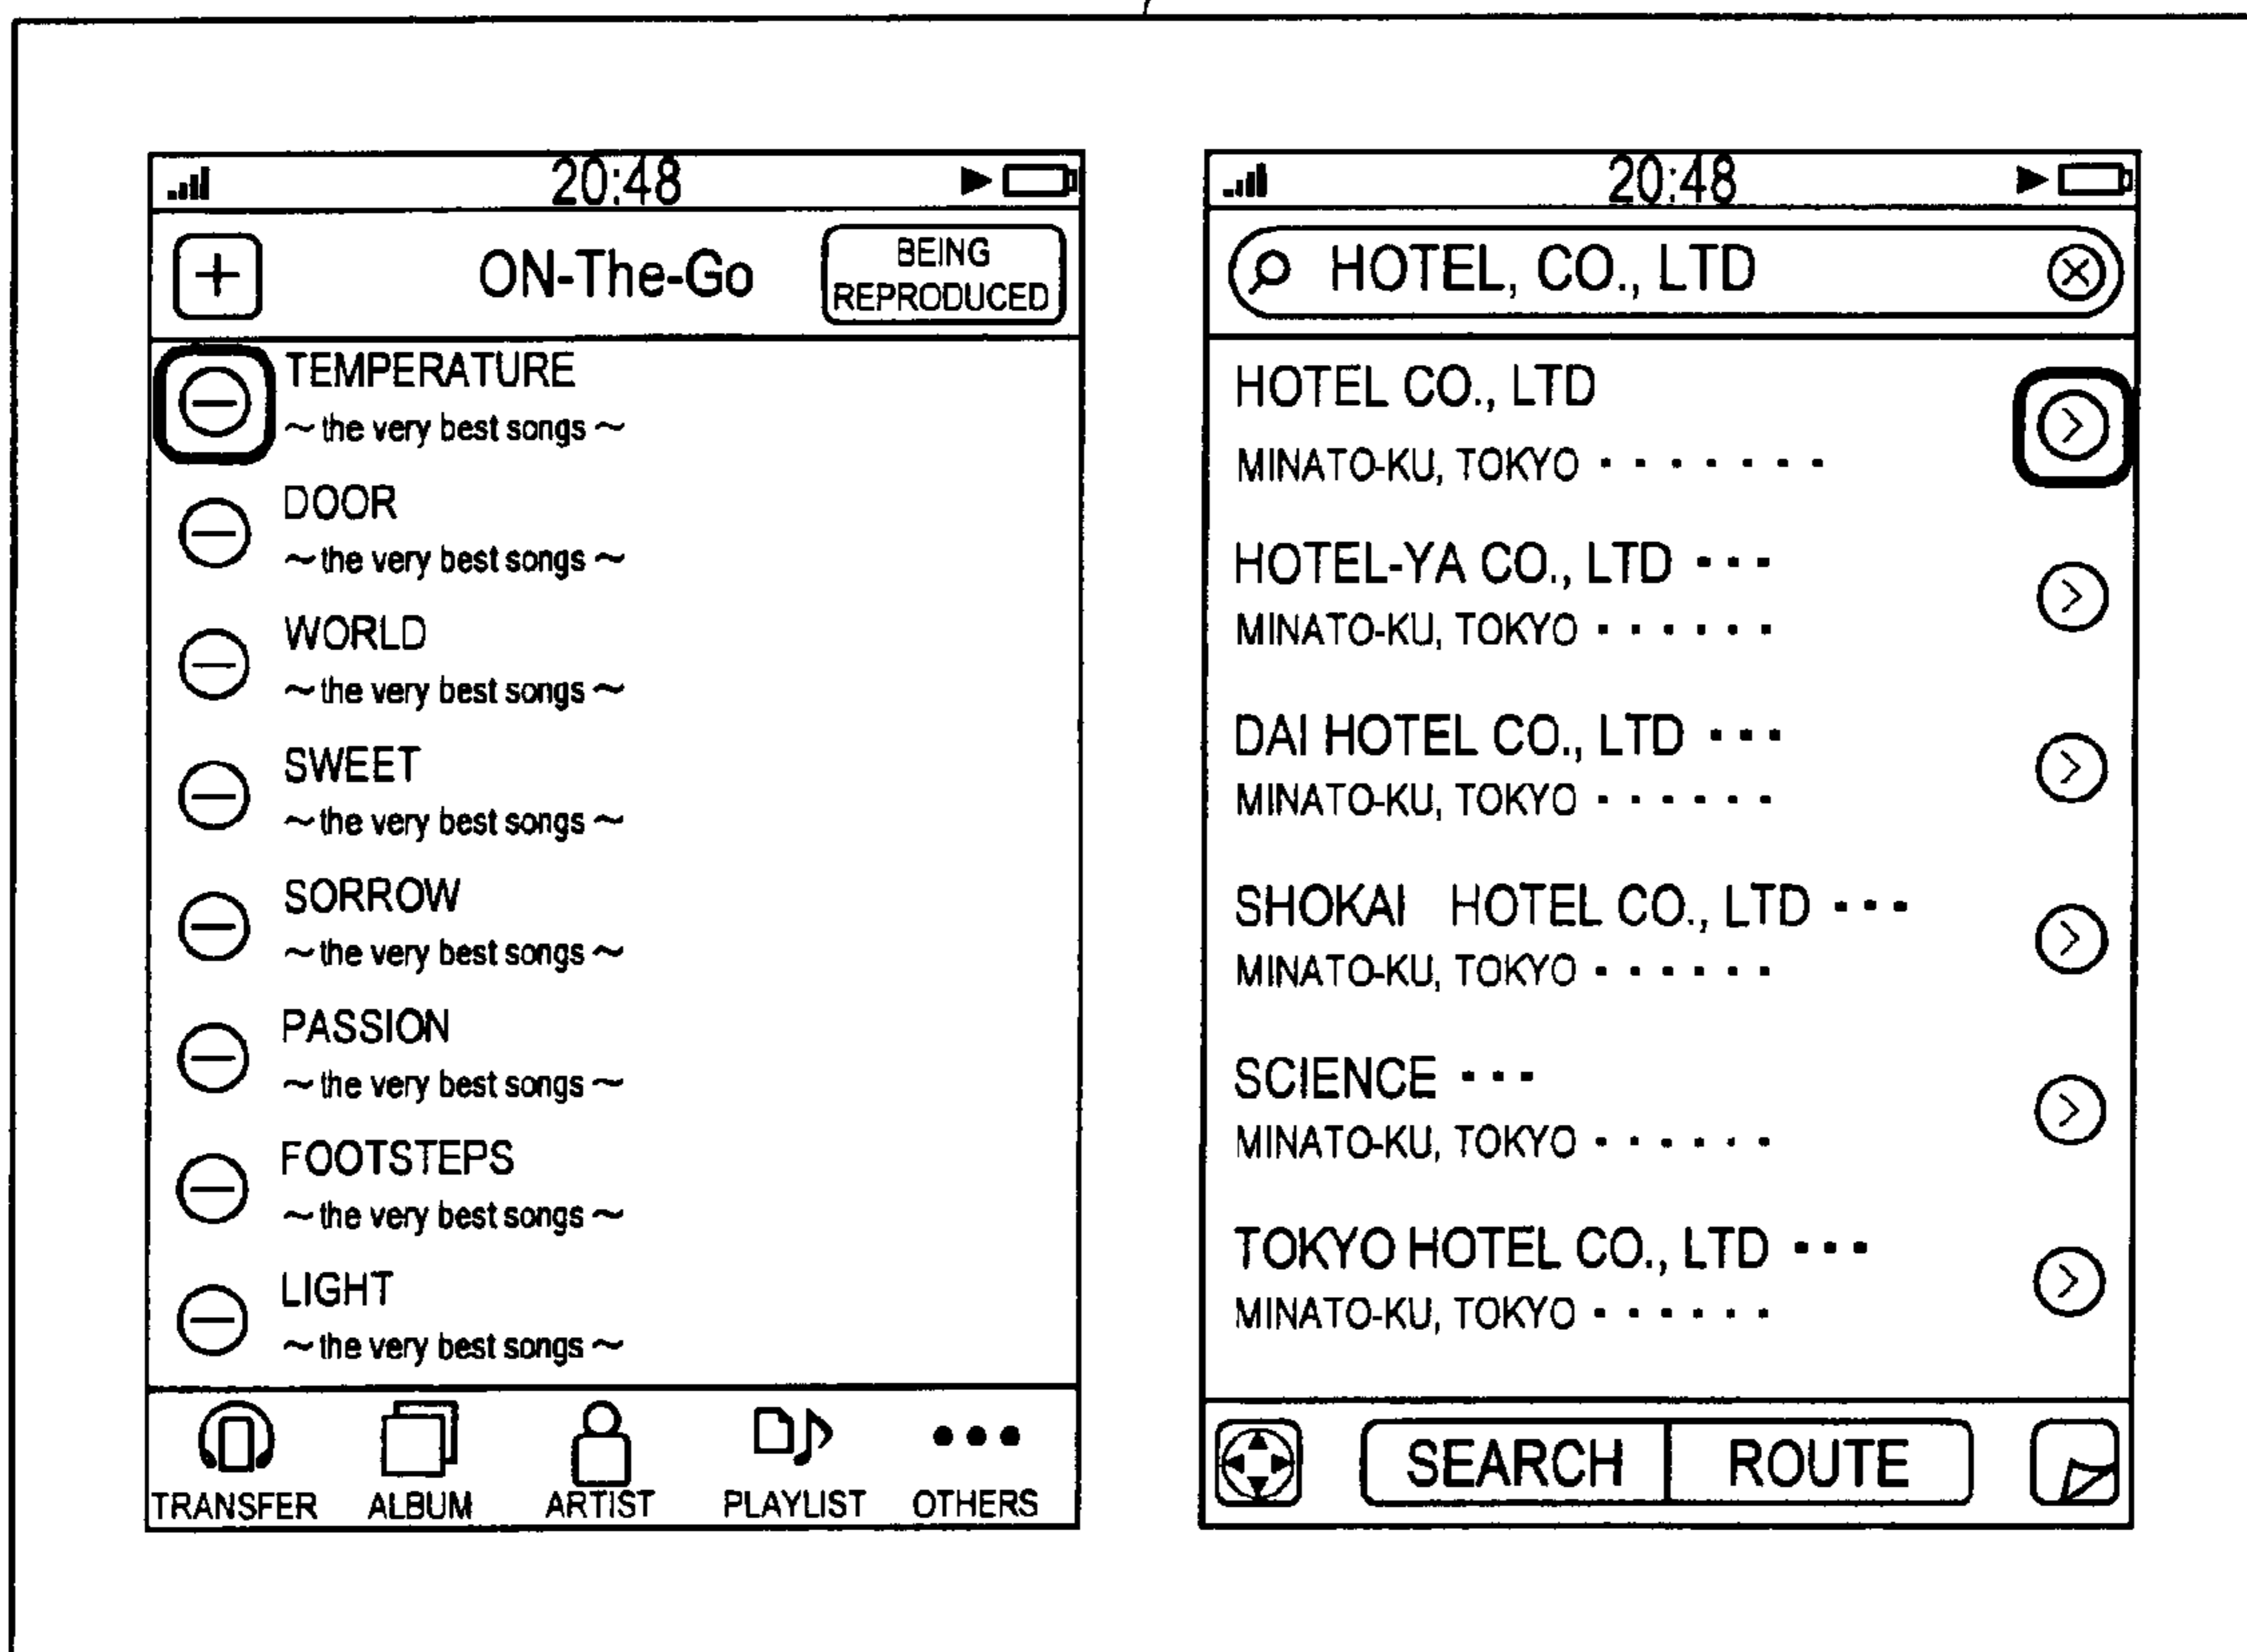 20:48
ON-The-Go
BEING
REPRODUCED
TEMPERATURE
~the very best songs~
DOOR
~the very best songs~
WORLD
~the very best songs~
SWEET
~the very best songs~
SORROW
~the very best songs~
PASSION
~the very best songs~
FOOTSTEPS
~the very best songs~
LIGHT
~the very best songs~
TRANSFER ALBUM ARTIST PLAYLIST OTHERS
20:48
HOTEL, CO., LTD
HOTEL CO., LTD
MINATO-KU, TOKYO ·······
HOTEL-YA CO., LTD ···
MINATO-KU, TOKYO ······
DAI HOTEL CO., LTD ···
MINATO-KU, TOKYO ······
SHOKAI HOTEL CO., LTD ···
MINATO-KU, TOKYO ······
SCIENCE ···
MINATO-KU, TOKYO ······
TOKYO HOTEL CO., LTD ···
MINATO-KU, TOKYO ······
SEARCH ROUTE